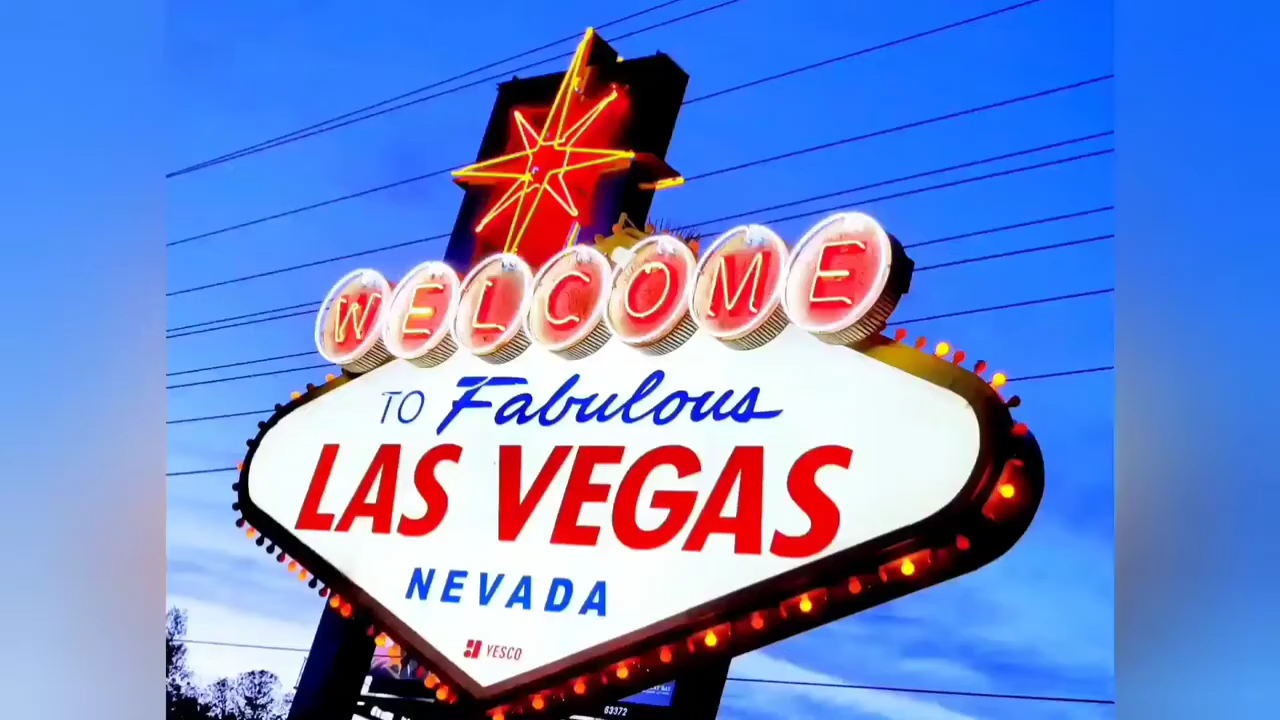 WELCOME
TO Fabulous
LAS VEGAS
NEVADA
YESCO
63372